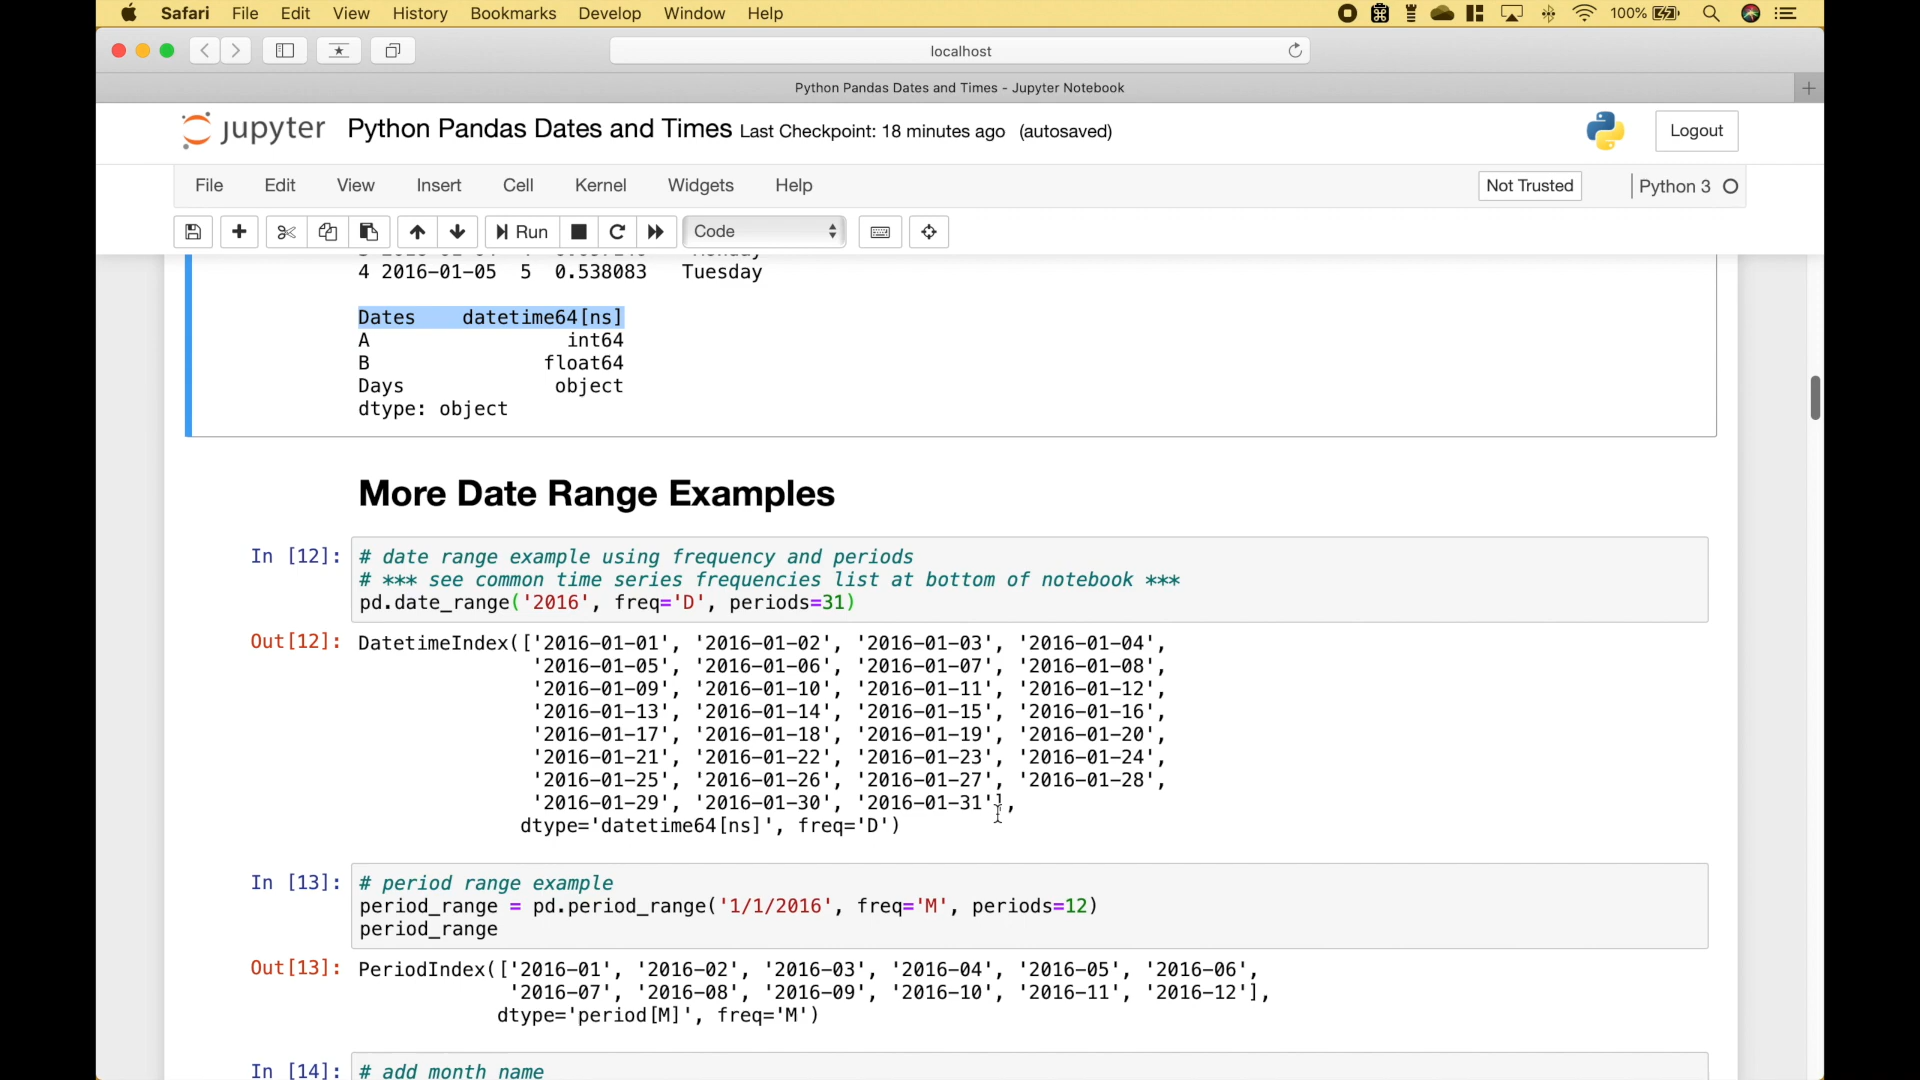 Safari File Edit View History Bookmarks Develop Window Help 100%
localhost
Python Pandas Dates and Times - Jupyter Notebook
jupyter Python Pandas Dates and Times Last Checkpoint: 18 minutes ago (autosaved) Logout
File Edit View Insert Cell Kernel Widgets Help Not Trusted Python 3
Run Code
4 2016-01-05 5 0.538083 Tuesday
Dates datetime64[ns]
A int64
B float64
Days object
dtype: object
More Date Range Examples
In [12]: # date range example using frequency and periods
# *** see common time series frequencies list at bottom of notebook ***
pd.date_range('2016', freq='D', periods=31)
Out[12]: DatetimeIndex(['2016-01-01', '2016-01-02', '2016-01-03', '2016-01-04',
'2016-01-05', '2016-01-06', '2016-01-07', '2016-01-08',
'2016-01-09', '2016-01-10', '2016-01-11', '2016-01-12',
'2016-01-13', '2016-01-14', '2016-01-15', '2016-01-16',
'2016-01-17', '2016-01-18', '2016-01-19', '2016-01-20',
'2016-01-21', '2016-01-22', '2016-01-23', '2016-01-24',
'2016-01-25', '2016-01-26', '2016-01-27', '2016-01-28',
'2016-01-29', '2016-01-30', '2016-01-31'],
dtype='datetime64[ns]', freq='D')
In [13]: # period range example
period_range = pd.period_range('1/1/2016', freq='M', periods=12)
period_range
Out[13]: PeriodIndex(['2016-01', '2016-02', '2016-03', '2016-04', '2016-05', '2016-06',
'2016-07', '2016-08', '2016-09', '2016-10', '2016-11', '2016-12'],
dtype='period[M]', freq='M')
In [14]: # add month name